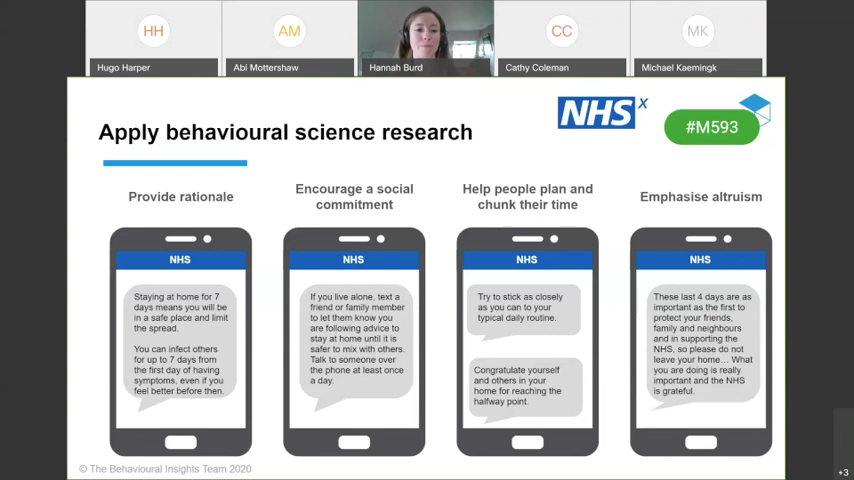 HH
AM
CC
MK
Hugo Harper
Abi Mottershaw
Hannah Burd
Cathy Coleman
Michael Kaemingk
Apply behavioural science research
NHSX
#M593
Provide rationale
Encourage a social
commitment
Help people plan and
chunk their time
Emphasise altruism
NHS
Staying at home for 7
days means you will be
in a safe place and limit
the spread.
You can infect others
for up to 7 days from
the first day of having
symptoms, even if you
feel better before then.
NHS
If you live alone, text a
friend or family member
to let them know you
are following advice to
stay at home until it is
safer to mix with others.
Talk to someone over
the phone at least once
a day.
NHS
Try to stick as closely
as you can to your
typical daily routine.
Congratulate yourself
and others in your
home for reaching the
halfway point.
NHS
These last 4 days are as
important as the first to
protect your friends,
family and neighbours
and in supporting the
NHS, so please do not
leave your home... What
you are doing is really
important and the NHS
is grateful.
© The Behavioural Insights Team 2020
+3